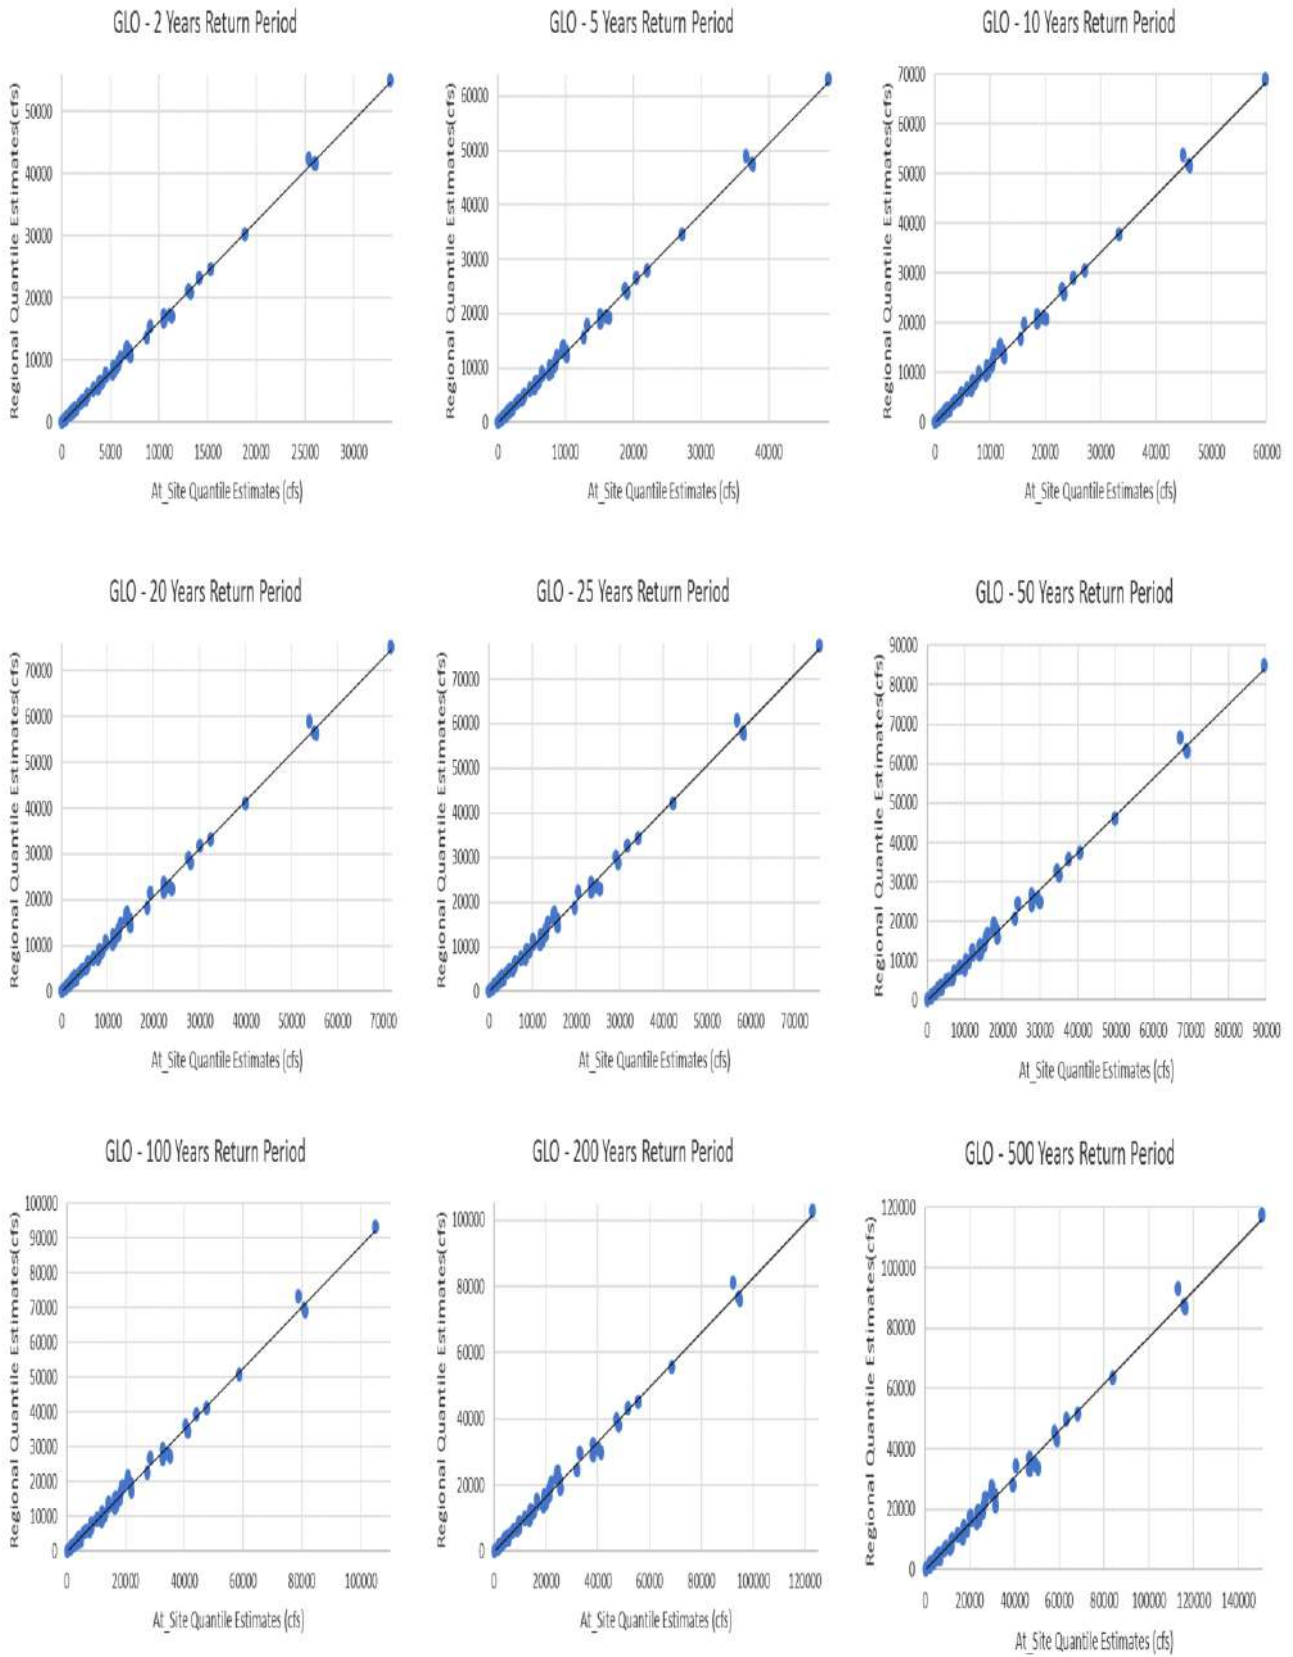 GLO - 2 Years Return Period
Regional Quantile Estimates(cfs)
50000
40000
30000
20000
10000
0
0 5000 10000 15000 20000 25000 30000
At_Site Quantile Estimates (cfs)
GLO - 5 Years Return Period
Regional Quantile Estimates(cfs)
60000
50000
40000
30000
20000
10000
0
0 10000 20000 30000 40000
At_Site Quantile Estimates (cfs)
GLO - 10 Years Return Period
Regional Quantile Estimates(cfs)
70000
60000
50000
40000
30000
20000
10000
0
0 10000 20000 30000 40000 50000 60000
At_Site Quantile Estimates (cfs)
GLO - 20 Years Return Period
Regional Quantile Estimates(cfs)
70000
60000
50000
40000
30000
20000
10000
0
0 10000 20000 30000 40000 50000 60000 70000
At_Site Quantile Estimates (cfs)
GLO - 25 Years Return Period
Regional Quantile Estimates(cfs)
70000
60000
50000
40000
30000
20000
10000
0
0 10000 20000 30000 40000 50000 60000 70000
At_Site Quantile Estimates (cfs)
GLO - 50 Years Return Period
Regional Quantile Estimates(cfs)
90000
80000
70000
60000
50000
40000
30000
20000
10000
0
0 10000 20000 30000 40000 50000 60000 70000 80000 90000
At_Site Quantile Estimates (cfs)
GLO - 100 Years Return Period
Regional Quantile Estimates(cfs)
100000
90000
80000
70000
60000
50000
40000
30000
20000
10000
0
0 20000 40000 60000 80000 100000
At_Site Quantile Estimates (cfs)
GLO - 200 Years Return Period
Regional Quantile Estimates(cfs)
100000
80000
60000
40000
20000
0
0 20000 40000 60000 80000 100000 120000
At_Site Quantile Estimates (cfs)
GLO - 500 Years Return Period
Regional Quantile Estimates(cfs)
120000
100000
80000
60000
40000
20000
0
0 20000 40000 60000 80000 100000 120000 140000
At_Site Quantile Estimates (cfs)